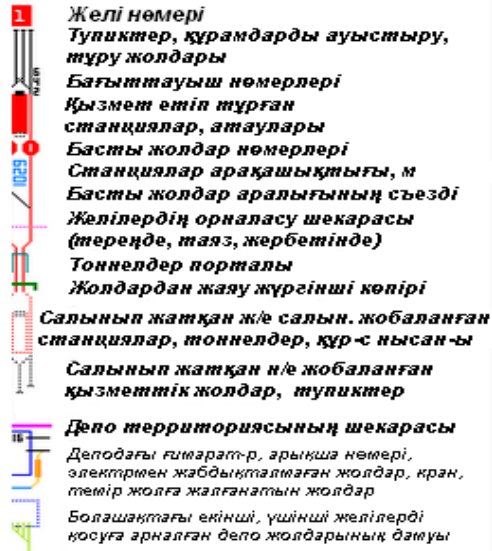 1 Желі нөмері
Тупиктер, құрамдарды ауыстыру,
тұру жолдары
Бағыттауыш нөмерлері
Қызмет етіп тұрған
станциялар, атаулары
Басты жолдар нөмерлері
Станциялар арақашықтығы, м
1029
Басты жолдар аралығының съезді
Желілердің орналасу шекарасы
(тереңде, таяз, жербетінде)
Тоннелдер порталы
Жолдардан жаяу жүргінші көпірі
Салынып жатқан ж/е салын. жобаланған
станциялар, тоннелдер, құр-с нысан-ы
Салынып жатқан н/е жобаланған
қызметтік жолдар, тупиктер
Депо территориясының шекарасы
16 Деподағы ғимарат-р, арықша нөмері,
электрмен жабдықталмаған жолдар, кран,
темір жолға жалғанатын жолдар
Болашақтағы екінші, үшінші желілерді
қосуға арналған депо жолдарының дамуы